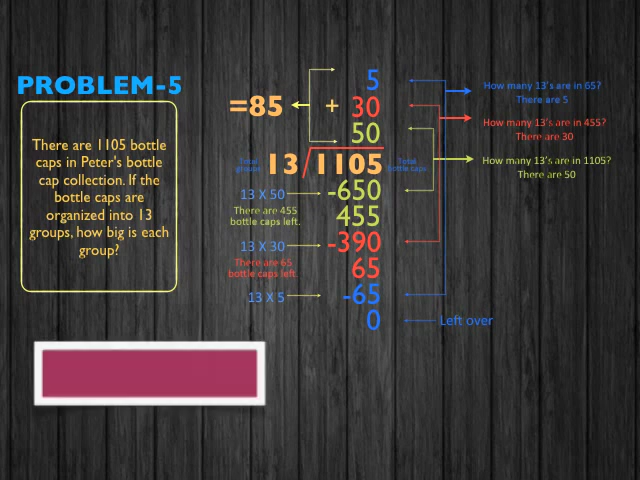 PROBLEM-5
There are 1105 bottle
caps in Peter's bottle
cap collection. If the
bottle caps are
organized into 13
groups, how big is each
group?
5
=85 + 30
50
Total
groups
13
1105
Total
bottle caps
13 X 50
-650
There are 455
bottle caps left.
455
13 X 30
-390
There are 65
bottle caps left.
65
13 X 5
-65
0
Left over
How many 13's are in 65?
There are 5
How many 13's are in 455?
There are 30
How many 13's are in 1105?
There are 50